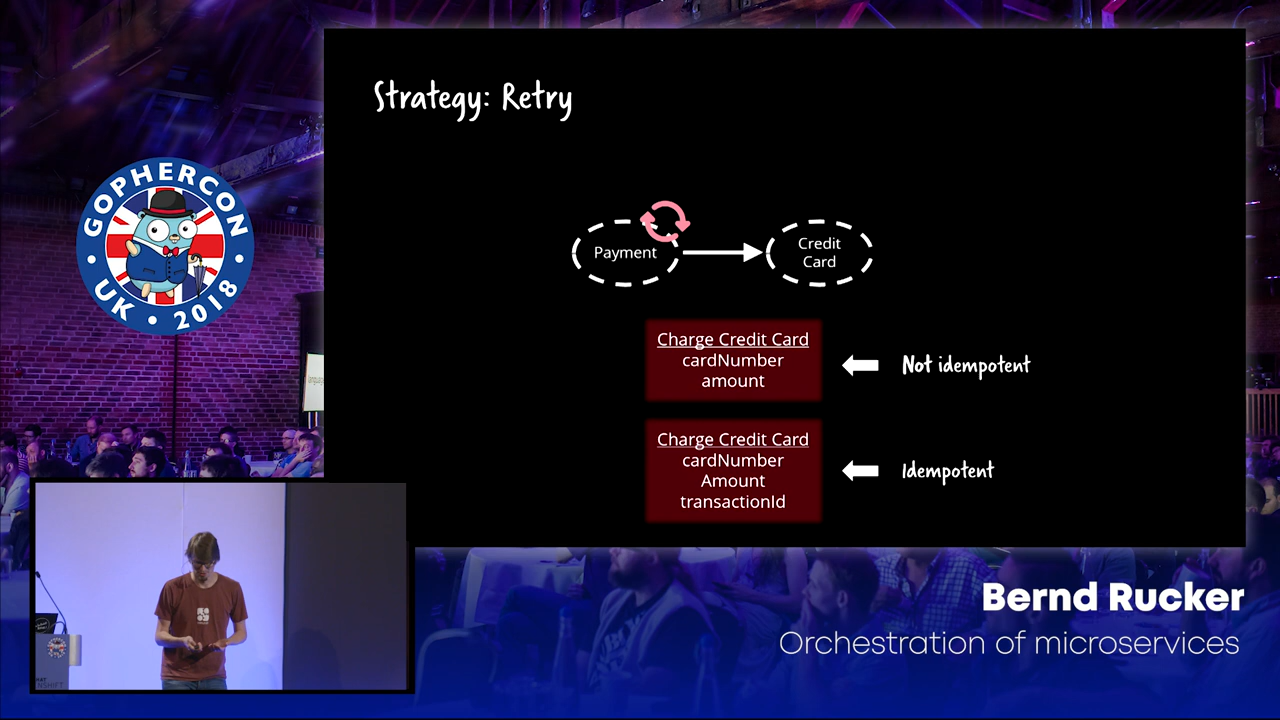 GOPHERCON
UK • 2018
Strategy: Retry
Payment
Credit
Card
Charge Credit Card
cardNumber
amount
Not idempotent
Charge Credit Card
cardNumber
Amount
transactionId
Idempotent
Bernd Rucker
Orchestration of microservices